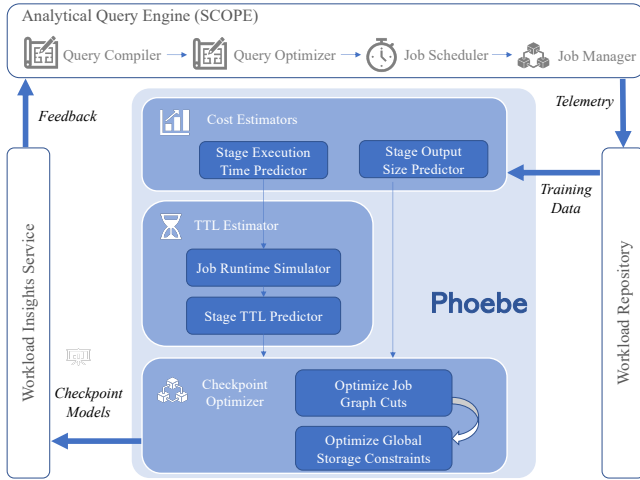 Analytical Query Engine (SCOPE)
Query Compiler
Query Optimizer
Job Scheduler
Job Manager
Feedback
Telemetry
Cost Estimators
Stage Execution
Time Predictor
Stage Output
Size Predictor
Training
Data
TTL Estimator
Job Runtime Simulator
Stage TTL Predictor
Phoebe
Workload Insights Service
Workload Repository
Checkpoint
Models
Checkpoint
Optimizer
Optimize Job
Graph Cuts
Optimize Global
Storage Constraints